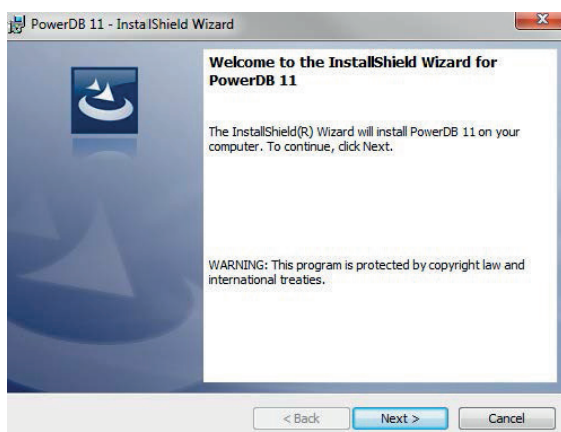 PowerDB 11 - InstallShield Wizard
Welcome to the InstallShield Wizard for
PowerDB 11
The InstallShield(R) Wizard will install PowerDB 11 on your
computer. To continue, click Next.
WARNING: This program is protected by copyright law and
international treaties.
< Back
Next >
Cancel